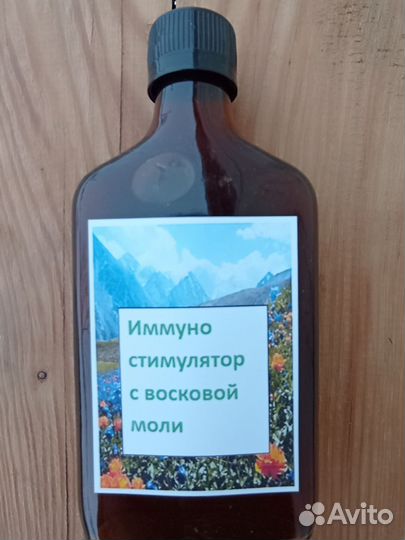 Иммуно
стимулятор
с восковой
моли
Avito